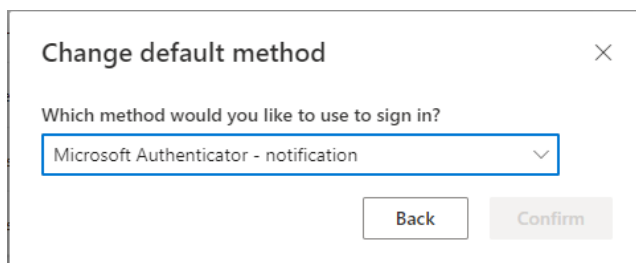 Change default method
Which method would you like to use to sign in?
Microsoft Authenticator - notification
Back
Confirm